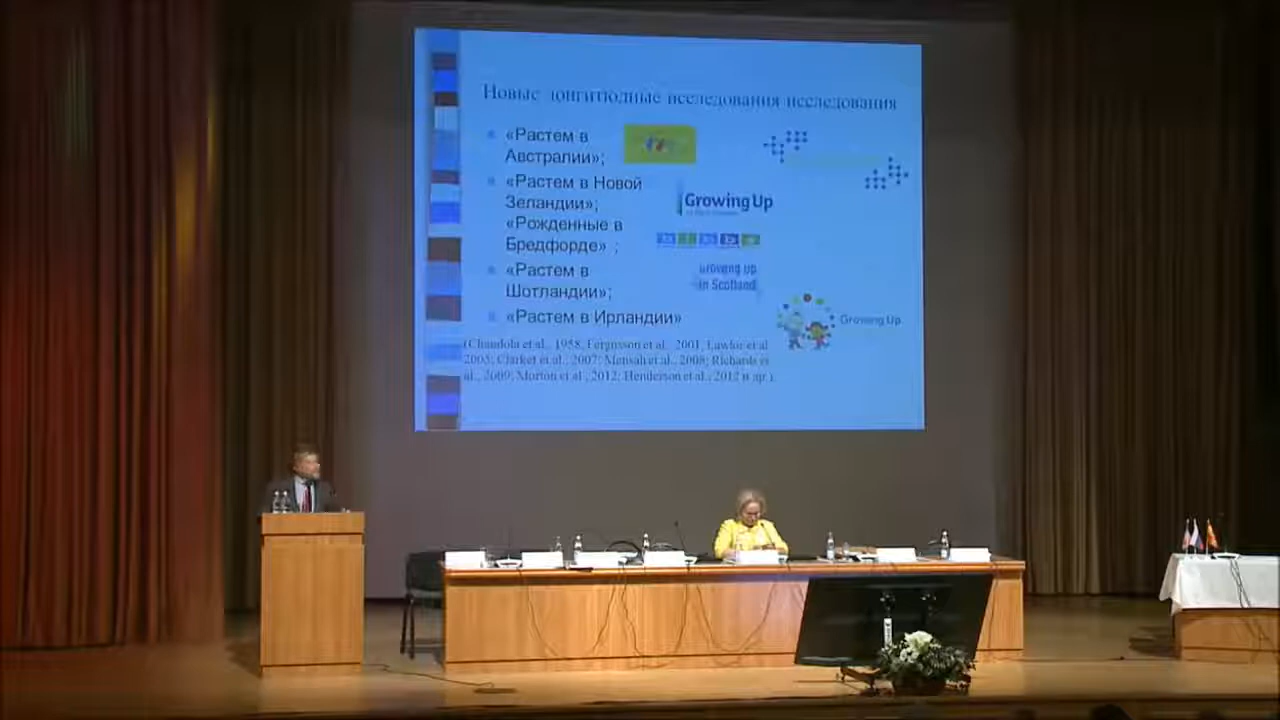 Новые лонгитюдные исследования исследования
«Растем в
Австралии»;
«Растем в Новой
Зеландии»;
«Рожденные в
Бредфорде» ;
«Растем в
Шотландии»;
«Растем в Ирландии»
Growing Up
Growing up
in Scotland
Growing Up
(Chandola et al., 1958, Fergusson et al., 2001, Lawlor et al
2005; Clarket et al., 2007; Mensah et al., 2008; Richards et
al., 2009; Morton et al., 2012; Henderson et al., 2012 и др.).